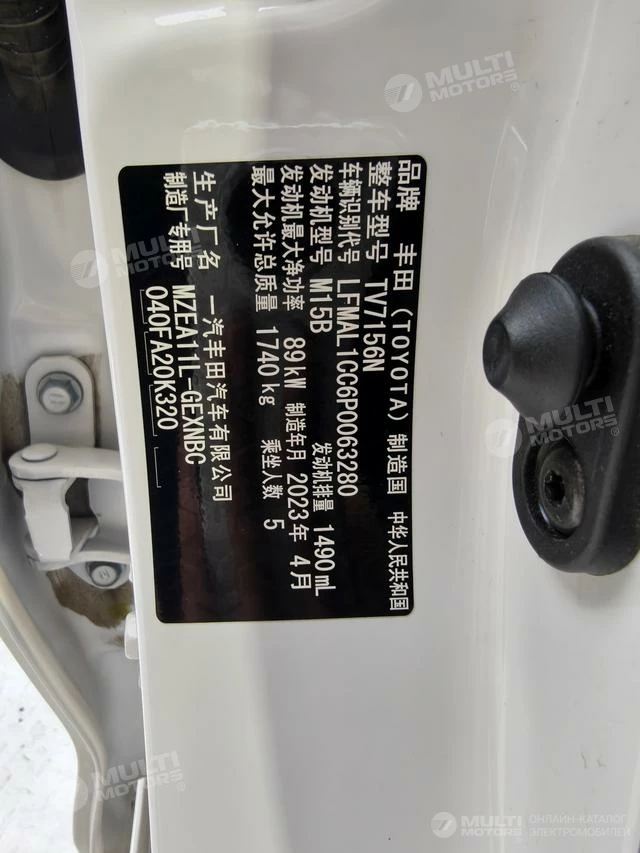 品牌 丰田（TOYOTA） 制造国 中华人民共和国
整车型号 TV7156N
车辆识别代号 LFMAL1CC6P0063280
发动机型号 M15B 发动机排量 1490 mL
发动机最大净功率 89 kW 制造年月 2023年 4月
最大允许总质量 1740 kg 乘坐人数 5
生产厂名 一汽丰田汽车有限公司
制造厂专用号 MZEA11L-GEXNBC
040FA20K320
MULTI MOTORS®
MULTI MOTORS®
MULTI MOTORS®
MULTI MOTORS®
MULTI MOTORS®
MULTI MOTORS®
ОНЛАЙН-КАТАЛОГ
ЭЛЕКТРОМОБИЛЕЙ